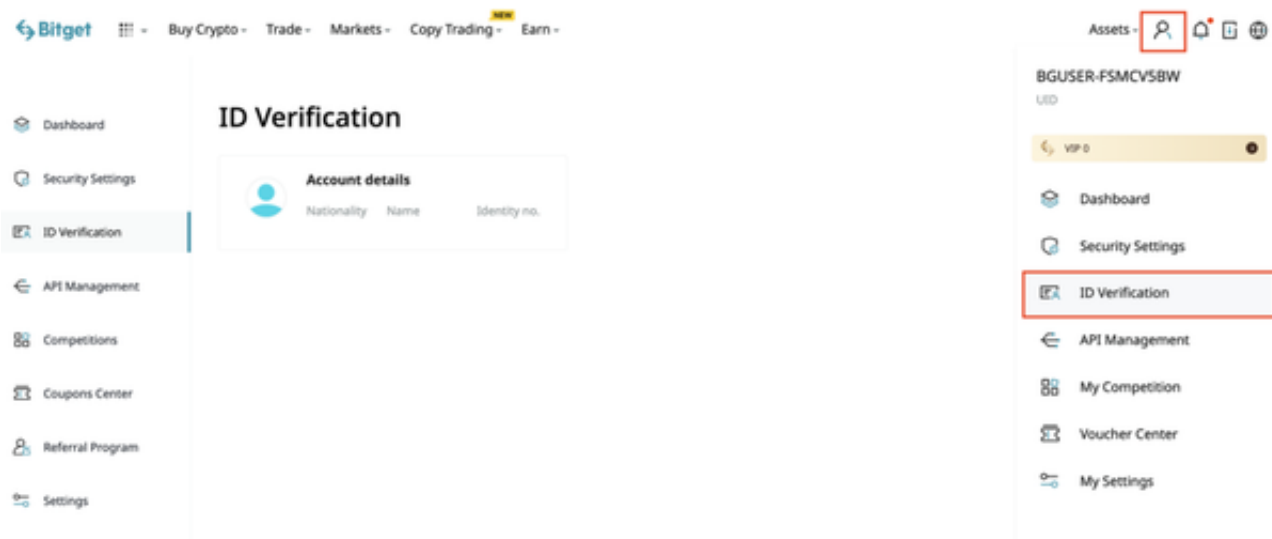 Bitget Buy Crypto Trade Markets Copy Trading NEW Earn Assets
Dashboard
Security Settings
ID Verification
API Management
Competitions
Coupons Center
Referral Program
Settings
ID Verification
Account details
Nationality Name Identity no.
BGUSER-FSMCV5BW
UID
VIP 0
Dashboard
Security Settings
ID Verification
API Management
My Competition
Voucher Center
My Settings